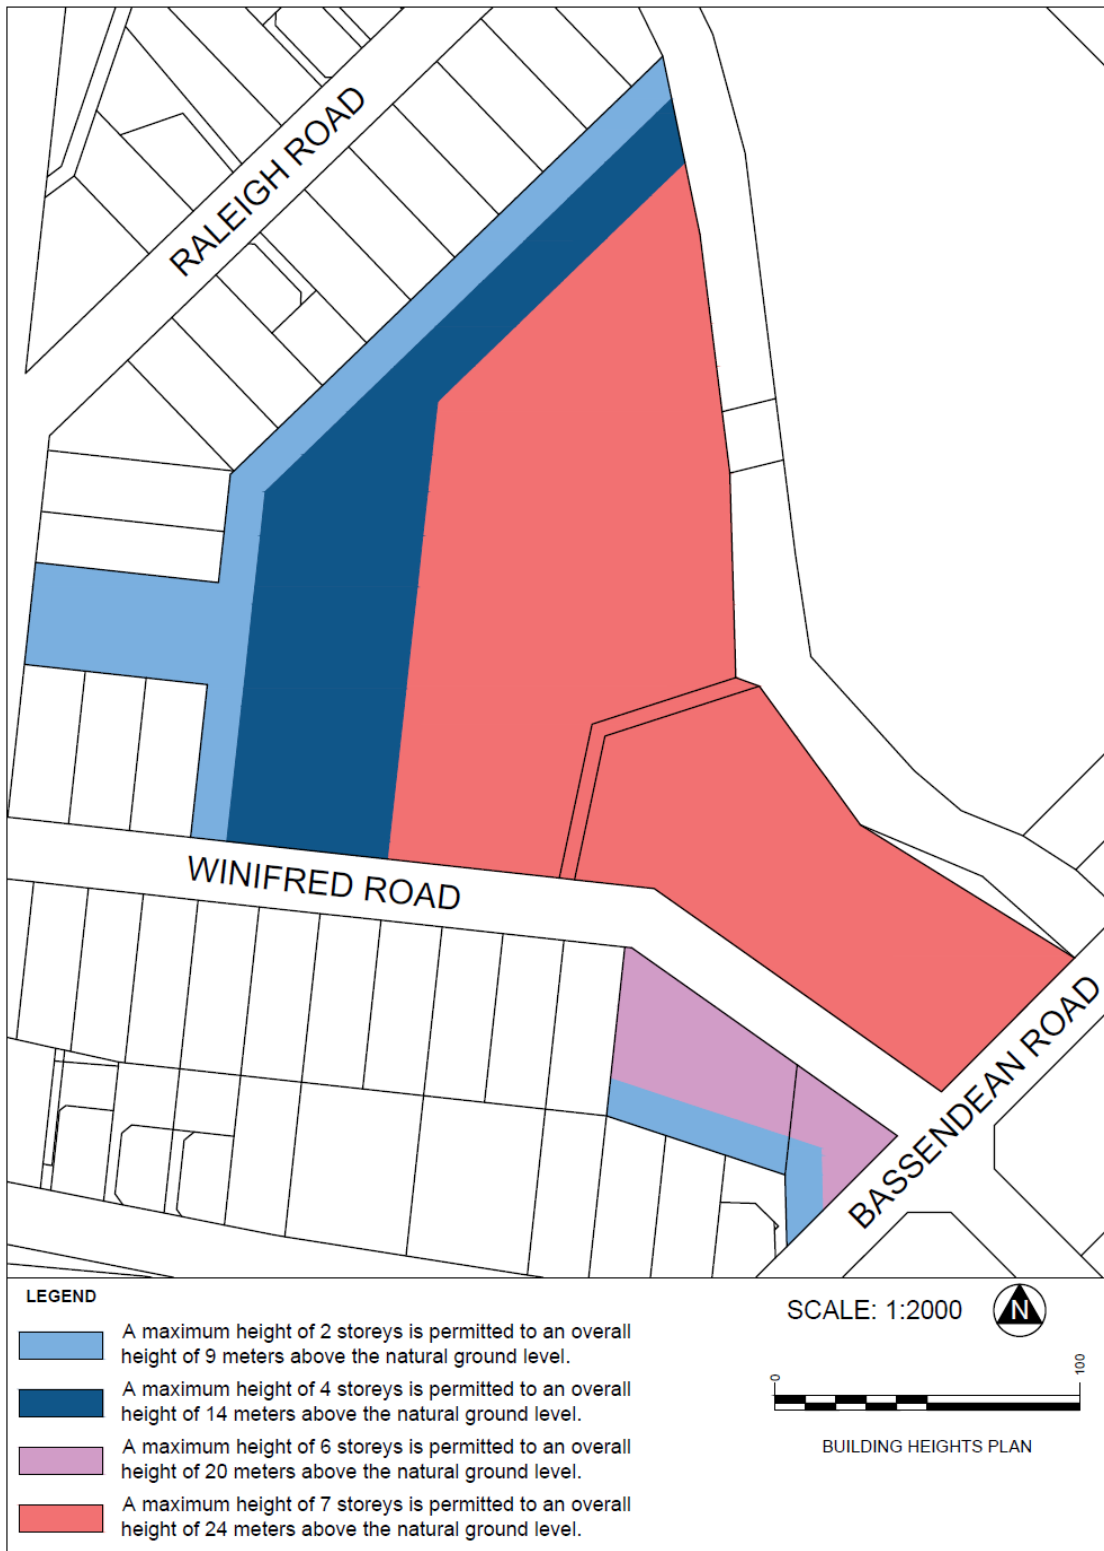 RALEIGH ROAD
WINIFRED ROAD
BASSENDEAN ROAD
LEGEND
A maximum height of 2 storeys is permitted to an overall
height of 9 meters above the natural ground level.
A maximum height of 4 storeys is permitted to an overall
height of 14 meters above the natural ground level.
A maximum height of 6 storeys is permitted to an overall
height of 20 meters above the natural ground level.
A maximum height of 7 storeys is permitted to an overall
height of 24 meters above the natural ground level.
SCALE: 1:2000
N
0
100
BUILDING HEIGHTS PLAN